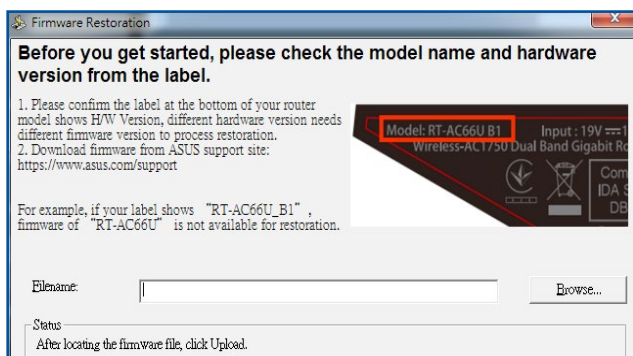 Firmware Restoration
Before you get started, please check the model name and hardware
version from the label.
1. Please confirm the label at the bottom of your router
model shows H/W Version, different hardware version needs
different firmware version to process restoration.
2. Download firmware from ASUS support site:
https://www.asus.com/support
For example, if your label shows “RT-AC66U_B1”,
firmware of “RT-AC66U” is not available for restoration.
Model: RT-AC66U B1
Input : 19V
Wireless-AC1750 Dual Band Gigabit
Com
IDA S
DB
Filename:
Browse...
Status
After locating the firmware file, click Upload.